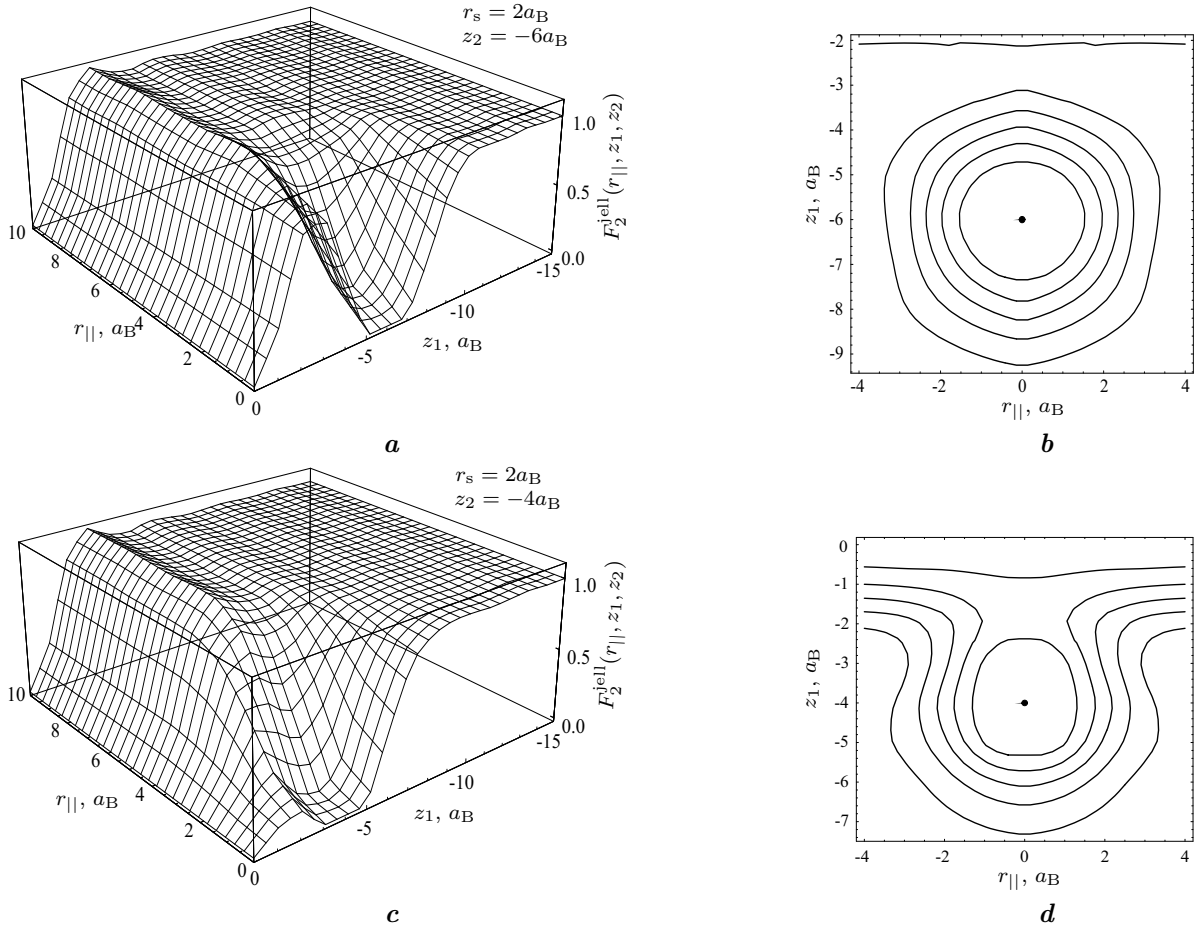 r_s = 2a_B
z_2 = −6a_B
F_2^jell(r_||, z_1, z_2)
1.0
0.5
0.0
10
8
6
4
2
0
r_||, a_B
0
-5
-10
-15
z_1, a_B
a
-2
-3
-4
-5
-6
-7
-8
-9
z_1, a_B
-4
-2
0
2
4
r_||, a_B
b
r_s = 2a_B
z_2 = −4a_B
F_2^jell(r_||, z_1, z_2)
1.0
0.5
0.0
10
8
6
4
2
0
r_||, a_B
0
-5
-10
-15
z_1, a_B
c
0
-1
-2
-3
-4
-5
-6
-7
z_1, a_B
-4
-2
0
2
4
r_||, a_B
d